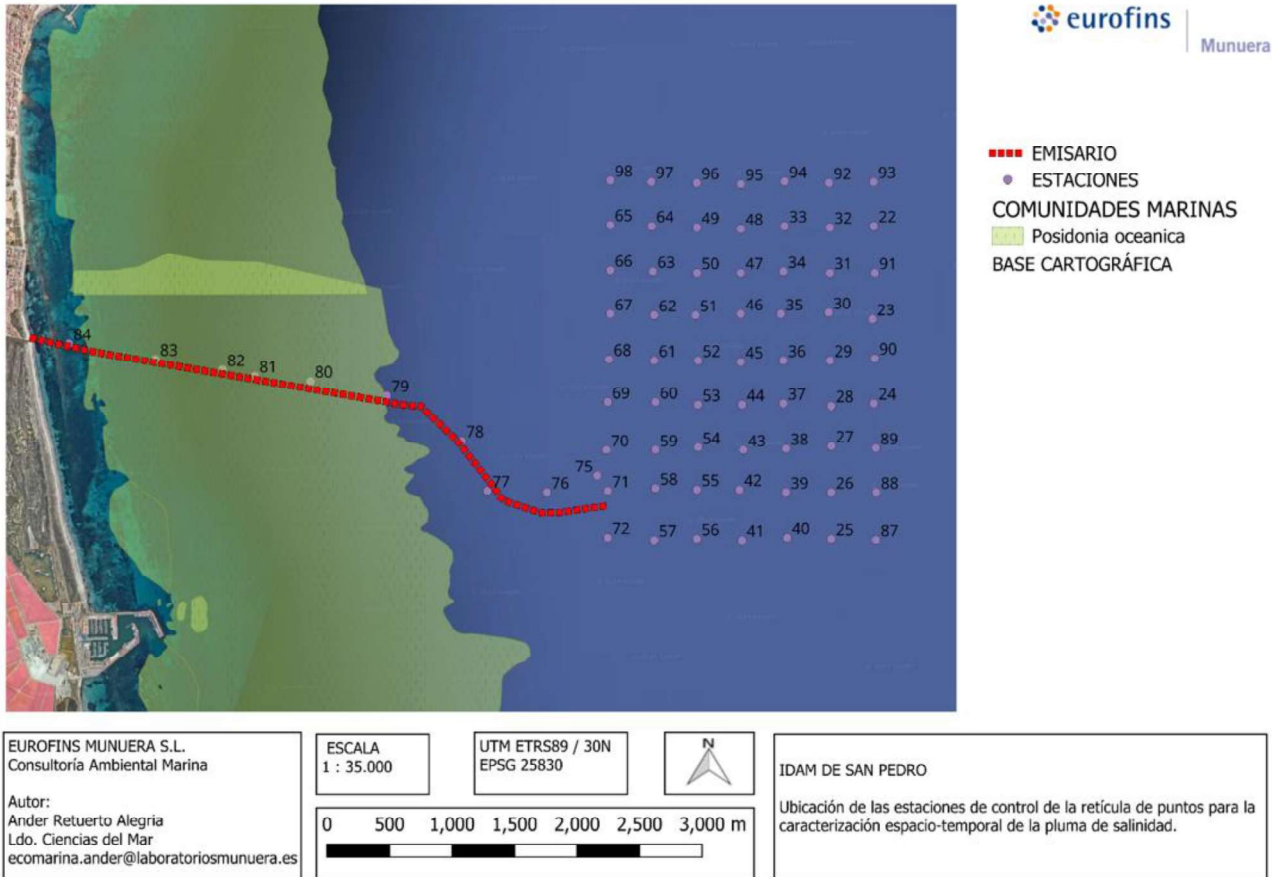 eurofins
Munuera
EMISARIO
ESTACIONES
COMUNIDADES MARINAS
Posidonia oceanica
BASE CARTOGRÁFICA
98 97 96 95 94 92 93
65 64 49 48 33 32 22
66 63 50 47 34 31 91
67 62 51 46 35 30 23
84
83 82 81 80 79
68 61 52 45 36 29 90
69 60 53 44 37 28 24
78
70 59 54 43 38 27 89
75
77 76 71 58 55 42 39 26 88
72 57 56 41 40 25 87
EUROFINS MUNUERA S.L.
Consultoría Ambiental Marina
Autor:
Ander Retuerto Alegria
Ldo. Ciencias del Mar
ecomarina.ander@laboratoriosmunuera.es
ESCALA
1 : 35.000
UTM ETRS89 / 30N
EPSG 25830
N
0 500 1,000 1,500 2,000 2,500 3,000 m
IDAM DE SAN PEDRO
Ubicación de las estaciones de control de la retícula de puntos para la
caracterización espacio-temporal de la pluma de salinidad.